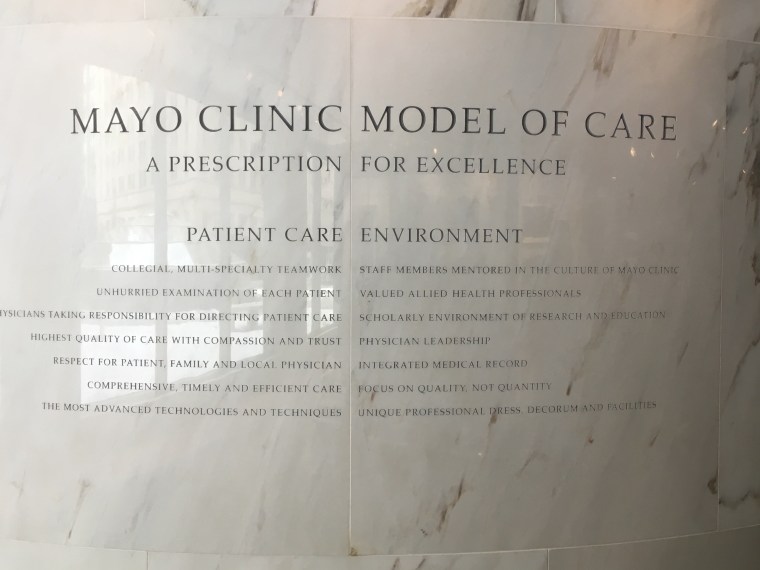 MAYO CLINIC MODEL OF CARE
A PRESCRIPTION FOR EXCELLENCE
PATIENT CARE
COLLEGIAL, MULTI-SPECIALTY TEAMWORK
UNHURRIED EXAMINATION OF EACH PATIENT
YSICIANS TAKING RESPONSIBILITY FOR DIRECTING PATIENT CARE
HIGHEST QUALITY OF CARE WITH COMPASSION AND TRUST
RESPECT FOR PATIENT, FAMILY AND LOCAL PHYSICIAN
COMPREHENSIVE, TIMELY AND EFFICIENT CARE
THE MOST ADVANCED TECHNOLOGIES AND TECHNIQUES
ENVIRONMENT
STAFF MEMBERS MENTORED IN THE CULTURE OF MAYO CLINIC
VALUED ALLIED HEALTH PROFESSIONALS
SCHOLARLY ENVIRONMENT OF RESEARCH AND EDUCATION
PHYSICIAN LEADERSHIP
INTEGRATED MEDICAL RECORD
FOCUS ON QUALITY, NOT QUANTITY
UNIQUE PROFESSIONAL DRESS, DECORUM AND FACILITIES